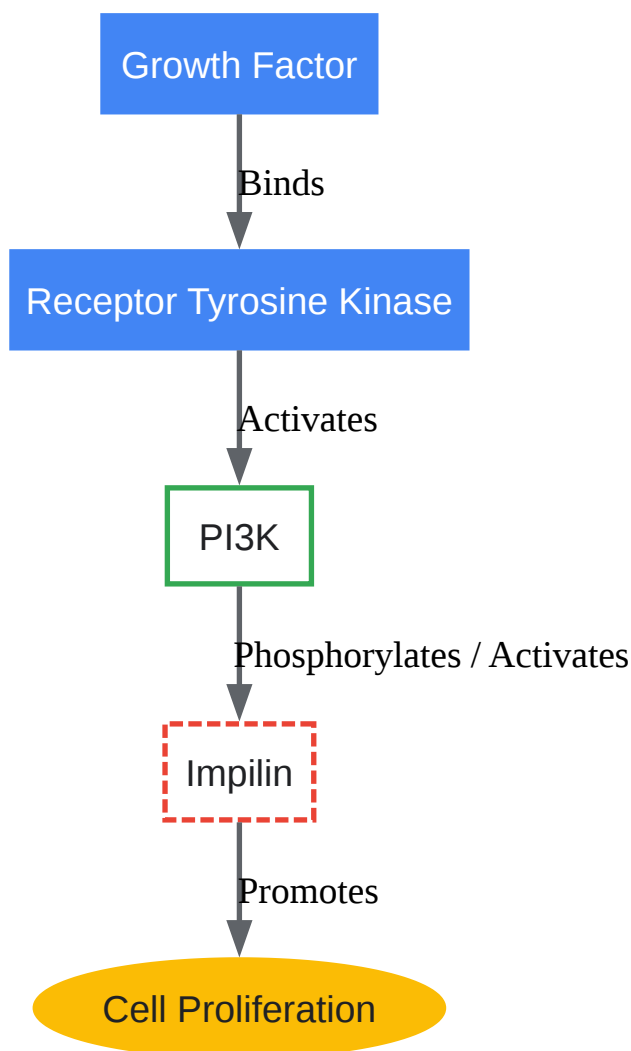 Growth Factor
Binds
Receptor Tyrosine Kinase
Activates
PI3K
Phosphorylates / Activates
Impilin
Promotes
Cell Proliferation